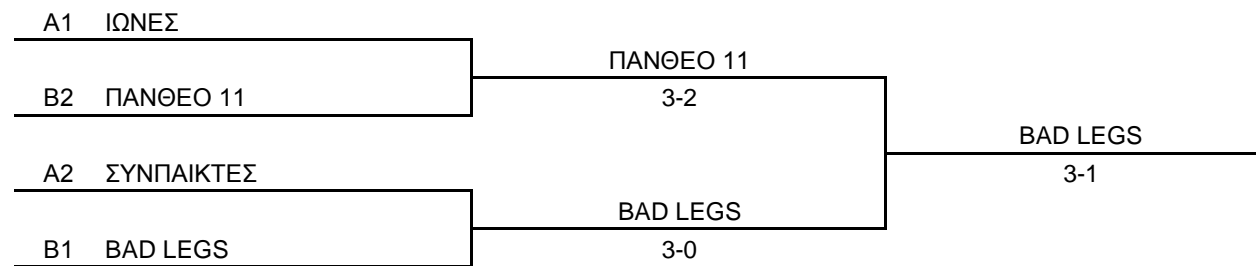 A1 ΙΩΝΕΣ
ΠΑΝΘΕΟ 11
B2 ΠΑΝΘΕΟ 11
3-2
BAD LEGS
A2 ΣΥΝΠΑΙΚΤΕΣ
3-1
BAD LEGS
B1 BAD LEGS
3-0